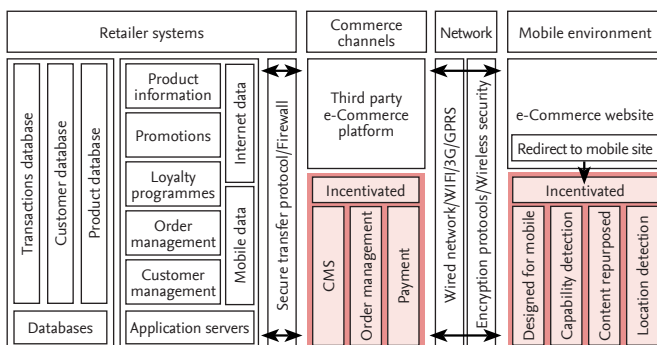 Retailer systems
Commerce
channels
Network
Mobile environment
Transactions database
Customer database
Product database
Databases
Product
information
Promotions
Loyalty
programmes
Order
management
Customer
management
Internet data
Mobile data
Application servers
Secure transfer protocol/Firewall
Third party
e-Commerce
platform
Incentivated
CMS
Order management
Payment
Wired network/WIFI/3G/GPRS
Encryption protocols/Wireless security
e-Commerce website
Redirect to mobile site
Incentivated
Designed for mobile
Capability detection
Content repurposed
Location detection